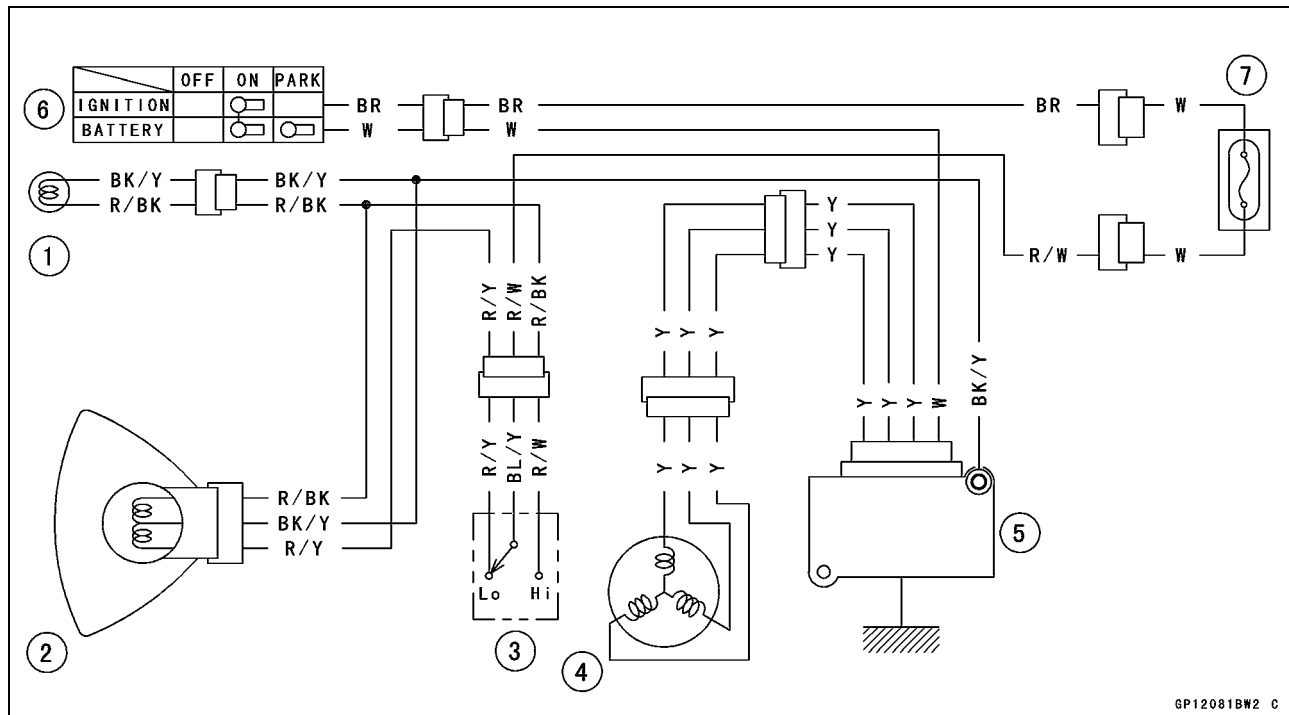 OFF ON PARK
IGNITION
BATTERY
6
BR BR BR W
W W
7
BK/Y BK/Y
R/BK R/BK
1
Y
Y
Y
R/W W
R/Y R/W R/BK
Y Y Y
Y Y Y W BK/Y
R/Y BL/Y R/W
Y Y Y
R/BK
BK/Y
R/Y
Lo Hi
2
3
4
5
GP12081BW2 C